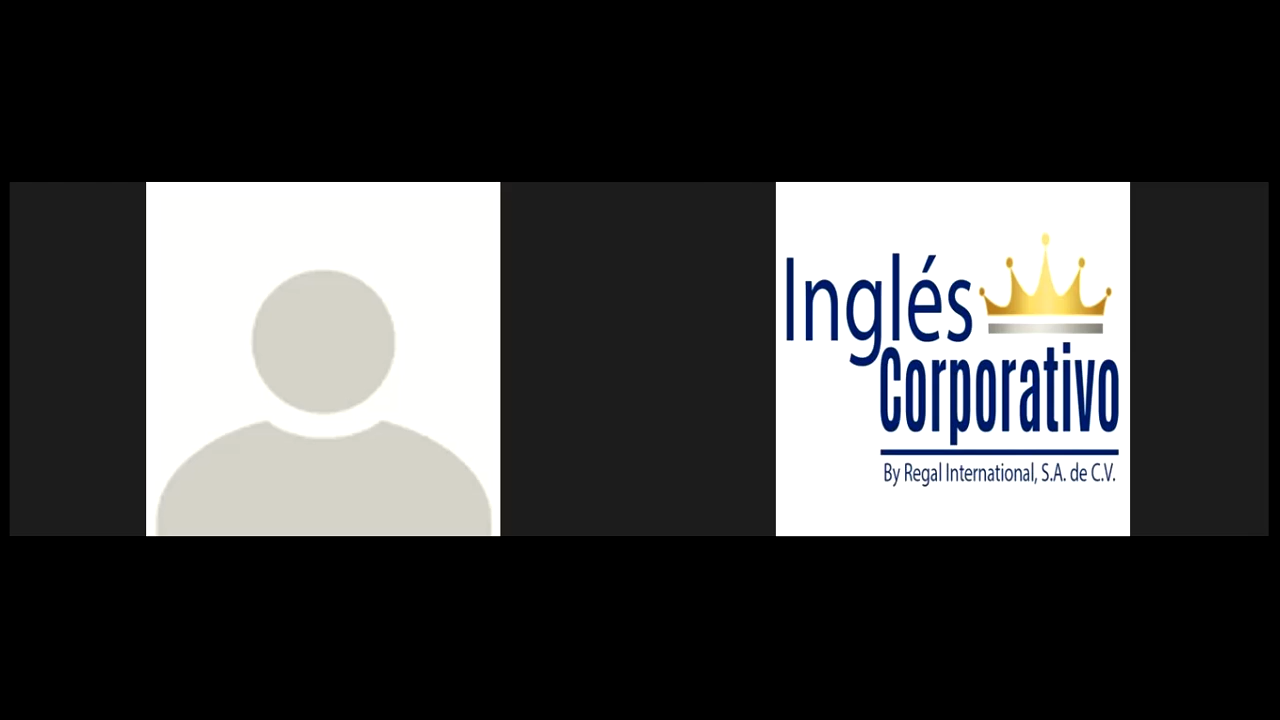 Inglés
Corporativo
By Regal International, S.A. de C.V.